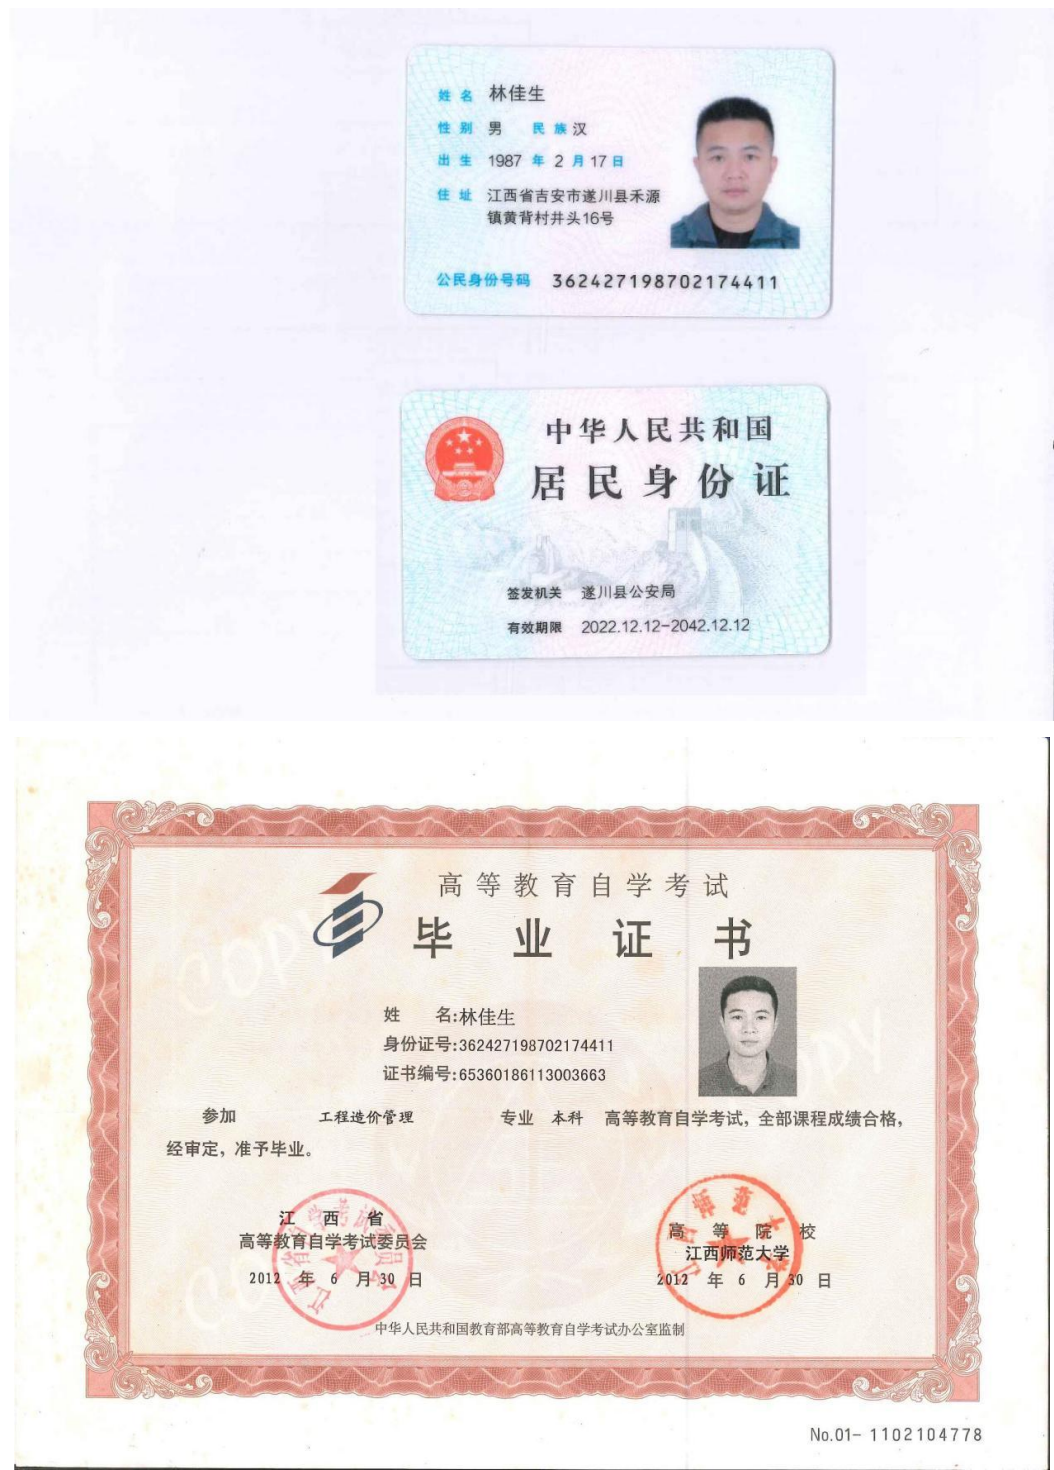 姓名 林佳生
性别 男 民族 汉
出生 1987 年 2 月 17 日
住址 江西省吉安市遂川县禾源
镇黄背村井头16号
公民身份号码 362427198702174411
中华人民共和国
居民身份证
签发机关 遂川县公安局
有效期限 2022.12.12-2042.12.12
高等教育自学考试
毕业证书
姓 名:林佳生
身份证号:362427198702174411
证书编号:65360186113003663
参加 工程造价管理 专业 本科 高等教育自学考试，全部课程成绩合格，
经审定，准予毕业。
江西省
高等教育自学考试委员会
2012 年 6 月 30 日
高等院校
江西师范大学
2012 年 6 月 30 日
中华人民共和国教育部高等教育自学考试办公室监制
No.01- 1102104778
COPY